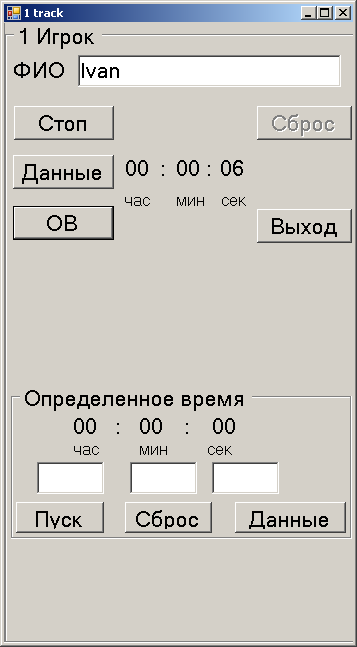 1 track
1 Игрок
ФИО Ivan
Стоп Сброс
Данные 00 : 00 : 06
час мин сек
ОВ Выход
Определенное время
00 : 00 : 00
час мин сек
Пуск Сброс Данные